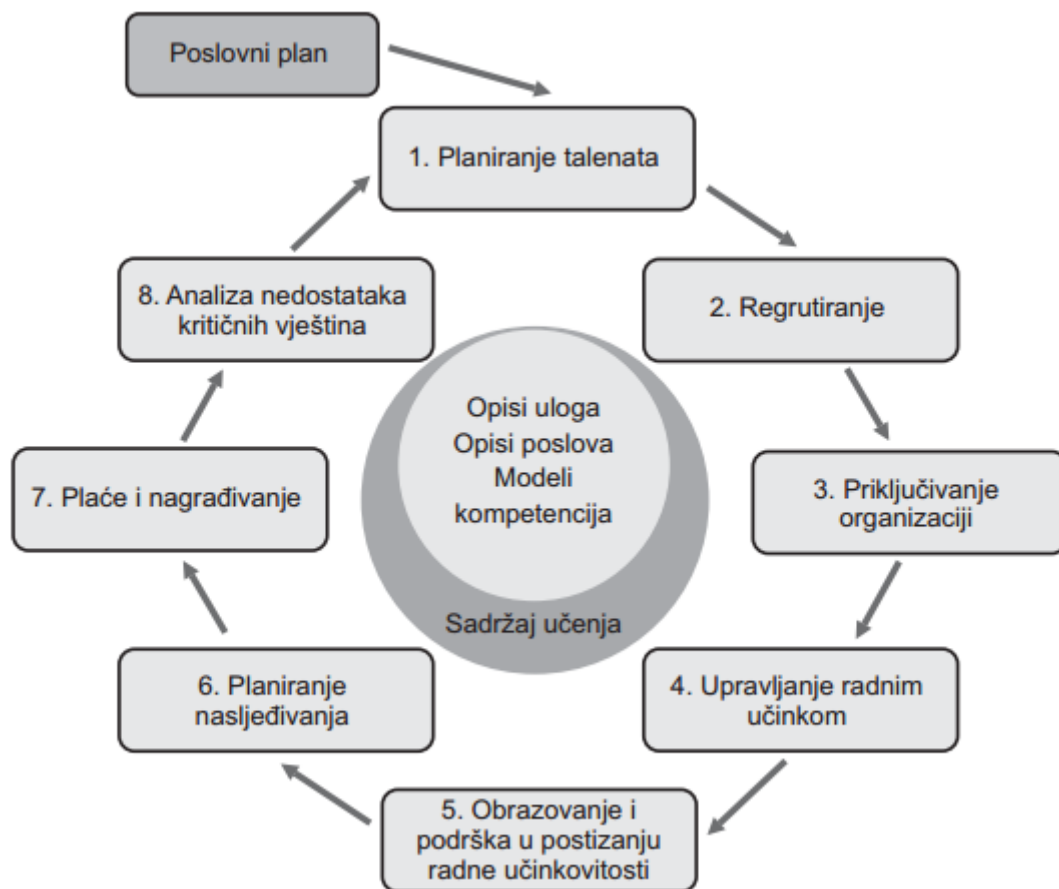 Poslovni plan
1. Planiranje talenata
2. Regrutiranje
3. Priključivanje
organizaciji
4. Upravljanje radnim
učinkom
5. Obrazovanje i
podrška u postizanju
radne učinkovitosti
6. Planiranje
nasljeđivanja
7. Plaće i nagrađivanje
8. Analiza nedostataka
kritičnih vještina
Opisi uloga
Opisi poslova
Modeli
kompetencija
Sadržaj učenja